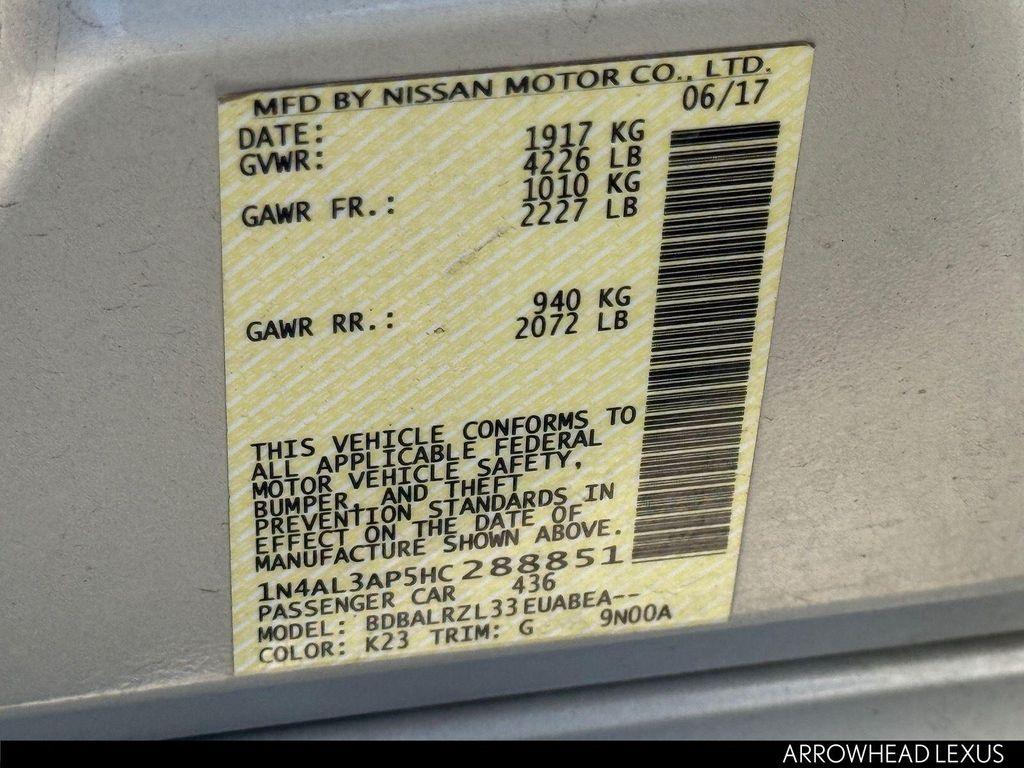 MFD BY NISSAN MOTOR CO., LTD.
DATE: 06/17
GVWR: 1917 KG
4226 LB
GAWR FR.: 1010 KG
2227 LB
GAWR RR.: 940 KG
2072 LB
THIS VEHICLE CONFORMS TO
ALL APPLICABLE FEDERAL
MOTOR VEHICLE SAFETY,
BUMPER, AND THEFT
PREVENTION STANDARDS IN
EFFECT ON THE DATE OF
MANUFACTURE SHOWN ABOVE.
1N4AL3AP5HC288851
PASSENGER CAR 436
MODEL: BDBALRZL33EUABEA--
COLOR: K23 TRIM: G 9N00A
ARROWHEAD LEXUS